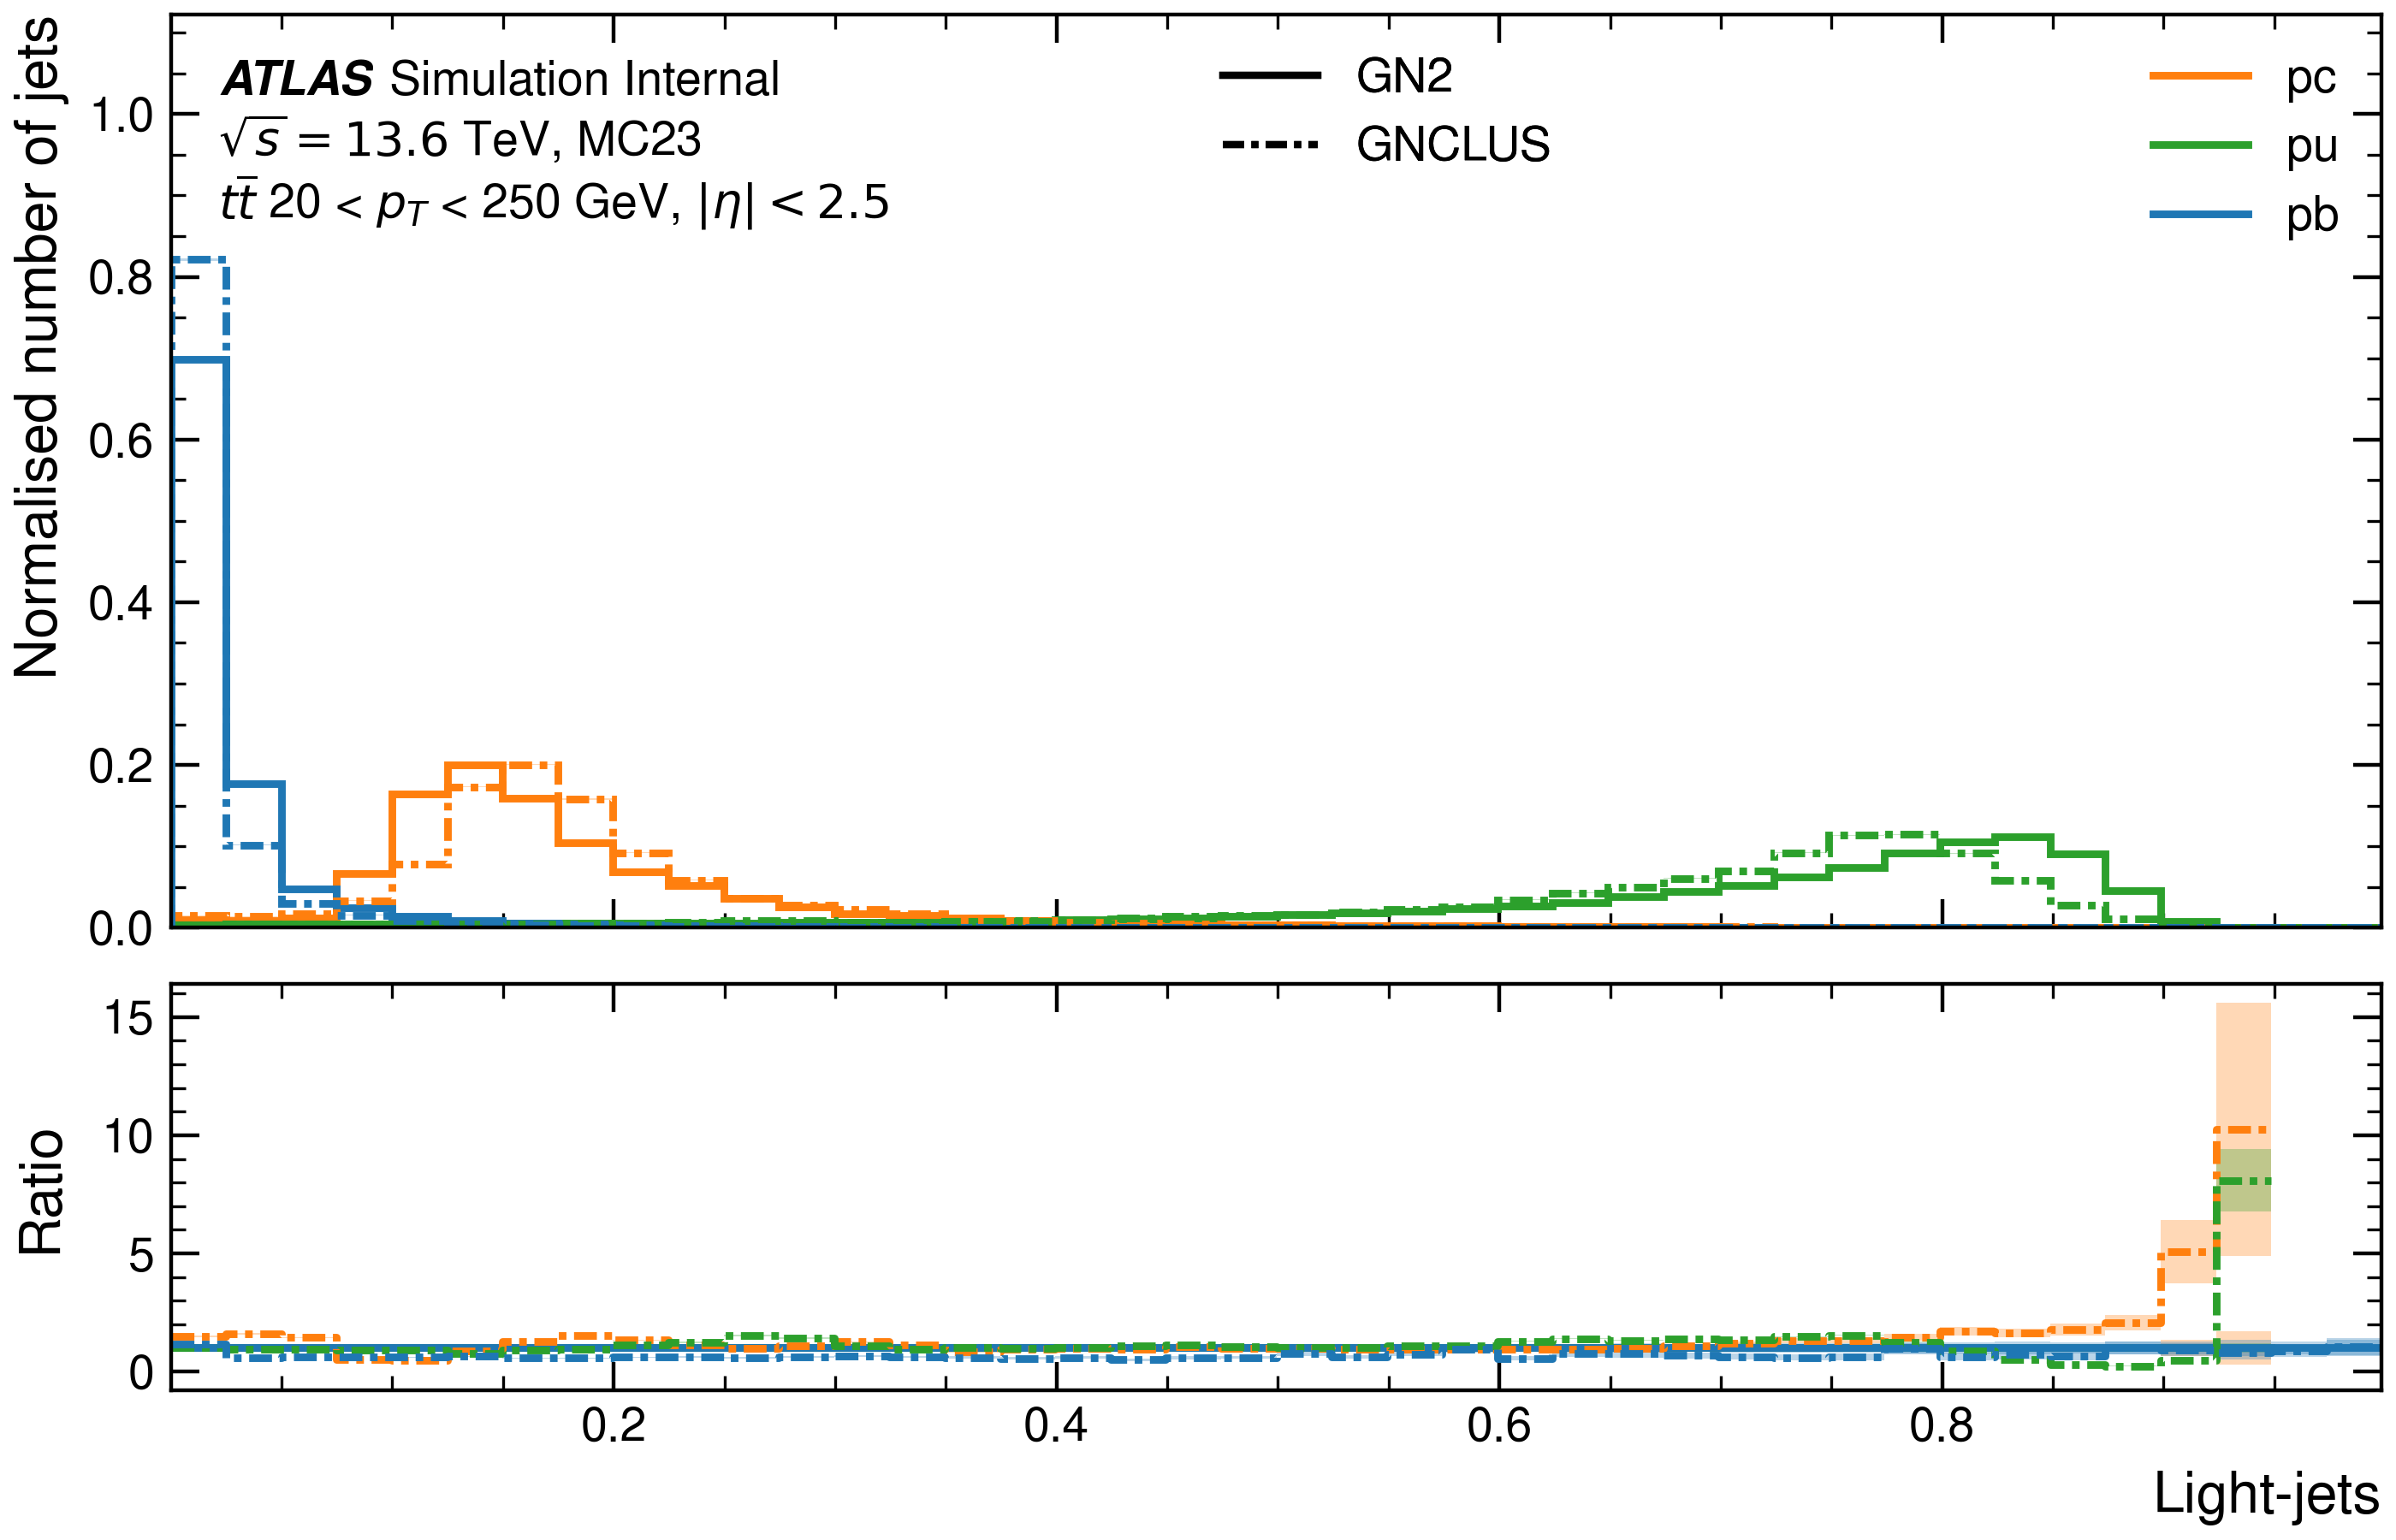 Normalised number of jets
1.0
0.8
0.6
0.4
0.2
0.0
ATLAS Simulation Internal
√s = 13.6 TeV, MC23
tt̄ 20 < p_T < 250 GeV, |η| < 2.5
GN2
GNCLUS
pc
pu
pb
Ratio
15
10
5
0
0.2 0.4 0.6 0.8
Light-jets